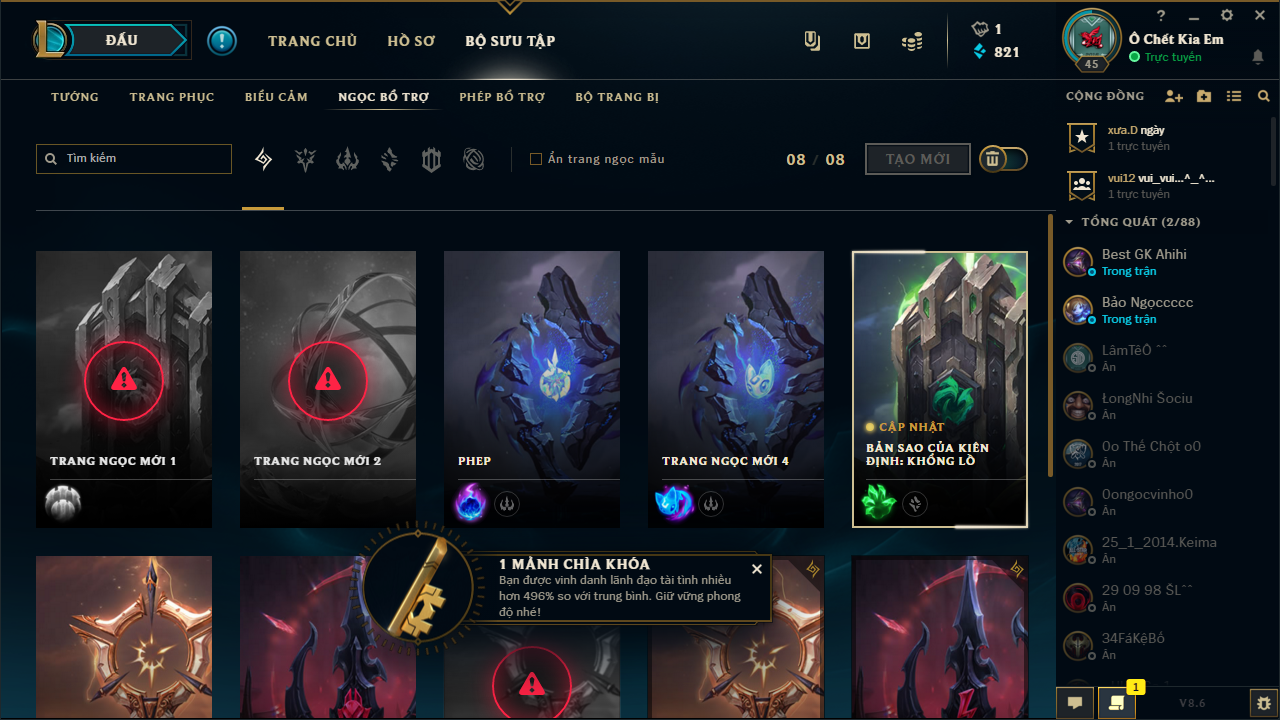 ĐẤU
TRANG CHỦ
HỒ SƠ
BỘ SƯU TẬP
1
821
Ô Chết Kìa Em
Trực tuyến
45
TƯỚNG
TRANG PHỤC
BIỂU CẢM
NGỌC BỔ TRỢ
PHÉP BỔ TRỢ
BỘ TRANG BỊ
CỘNG ĐỒNG
Tìm kiếm
Ẩn trang ngọc mẫu
08 / 08
TẠO MỚI
xưa.D ngày
1 trực tuyến
vui12 vui_vui...^_^...
1 trực tuyến
TỔNG QUÁT (2/88)
Best GK Ahihi
Trong trận
Bảo Ngoccccc
Trong trận
LâmTêÔ ˆˆ
Ẩn
ŁongNhi Šociu
Ẩn
0o Thế Chột o0
Ẩn
0ongocvinho0
Ẩn
25_1_2014.Keima
Ẩn
29 09 98 ŠLˆˆ
Ẩn
34FáKệBồ
Ẩn
TRANG NGỌC MỚI 1
TRANG NGỌC MỚI 2
PHEP
TRANG NGỌC MỚI 4
CẬP NHẬT
BẢN SAO CỦA KIÊN
ĐỊNH: KHỔNG LỒ
1 MẢNH CHÌA KHÓA
Bạn được vinh danh lãnh đạo tài tình nhiều
hơn 496% so với trung bình. Giữ vững phong
độ nhé!
1
V8.6